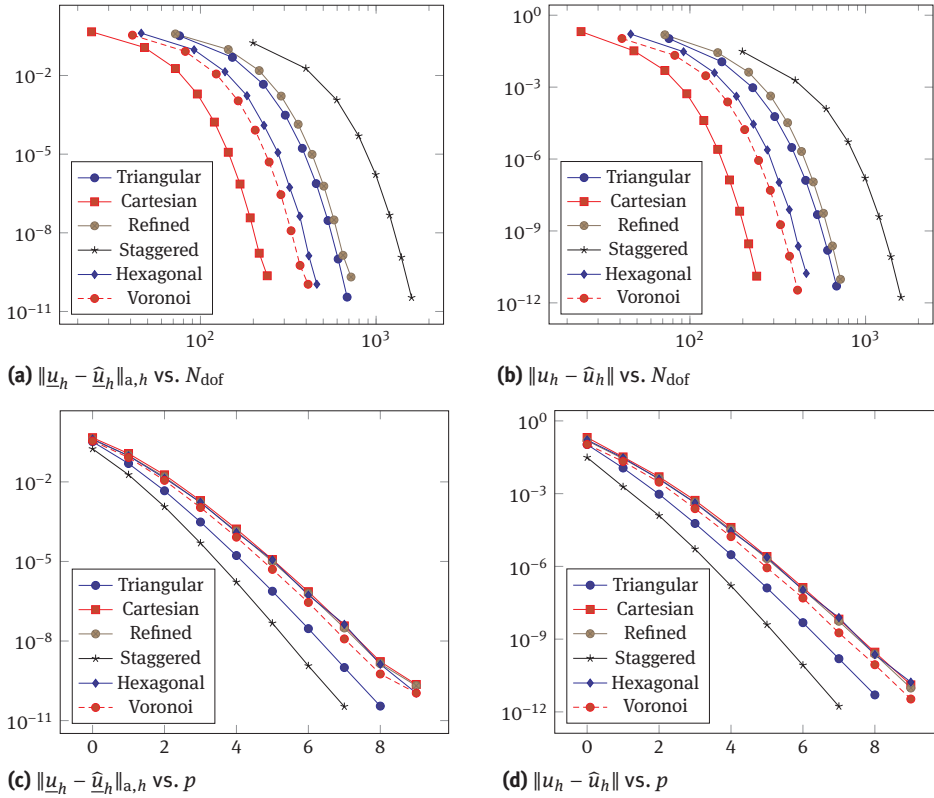 10^{-2}
10^{-5}
10^{-8}
10^{-11}
10^2
10^3
Triangular
Cartesian
Refined
Staggered
Hexagonal
Voronoi
(a) ‖u_h − û_h‖_{a,h} vs. N_dof
10^0
10^{-3}
10^{-6}
10^{-9}
10^{-12}
10^2
10^3
Triangular
Cartesian
Refined
Staggered
Hexagonal
Voronoi
(b) ‖u_h − û_h‖ vs. N_dof
10^{-2}
10^{-5}
10^{-8}
10^{-11}
0 2 4 6 8
Triangular
Cartesian
Refined
Staggered
Hexagonal
Voronoi
(c) ‖u_h − û_h‖_{a,h} vs. p
10^0
10^{-3}
10^{-6}
10^{-9}
10^{-12}
0 2 4 6 8
Triangular
Cartesian
Refined
Staggered
Hexagonal
Voronoi
(d) ‖u_h − û_h‖ vs. p